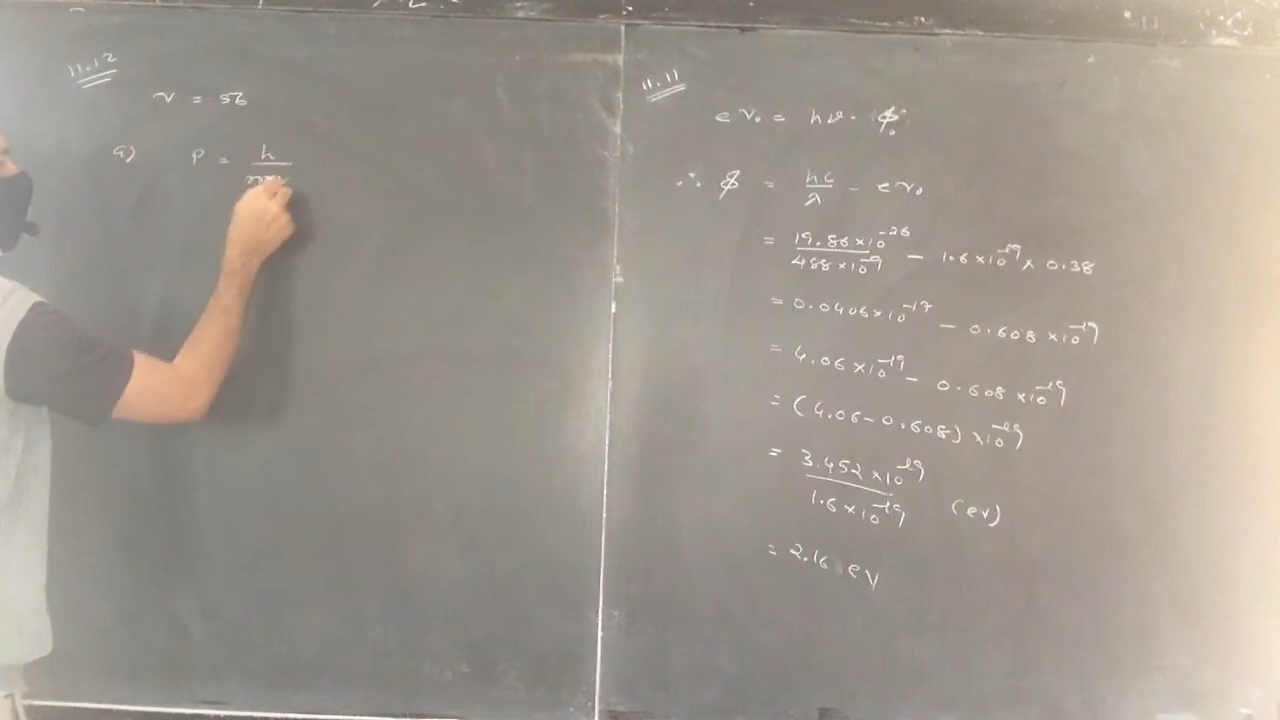 11.12
V = 56
a) P = h
11.11
eV₀ = hν - ϕ₀
∴ ϕ = hc/λ - eV₀
= 19.86×10⁻²⁶/488×10⁻⁹ - 1.6×10⁻¹⁹ × 0.38
= 0.0406×10⁻¹⁷ - 0.608×10⁻¹⁹
= 4.06×10⁻¹⁹ - 0.608×10⁻¹⁹
= (4.06-0.608)×10⁻¹⁹
= 3.452×10⁻¹⁹/1.6×10⁻¹⁹ (eV)
= 2.16 eV